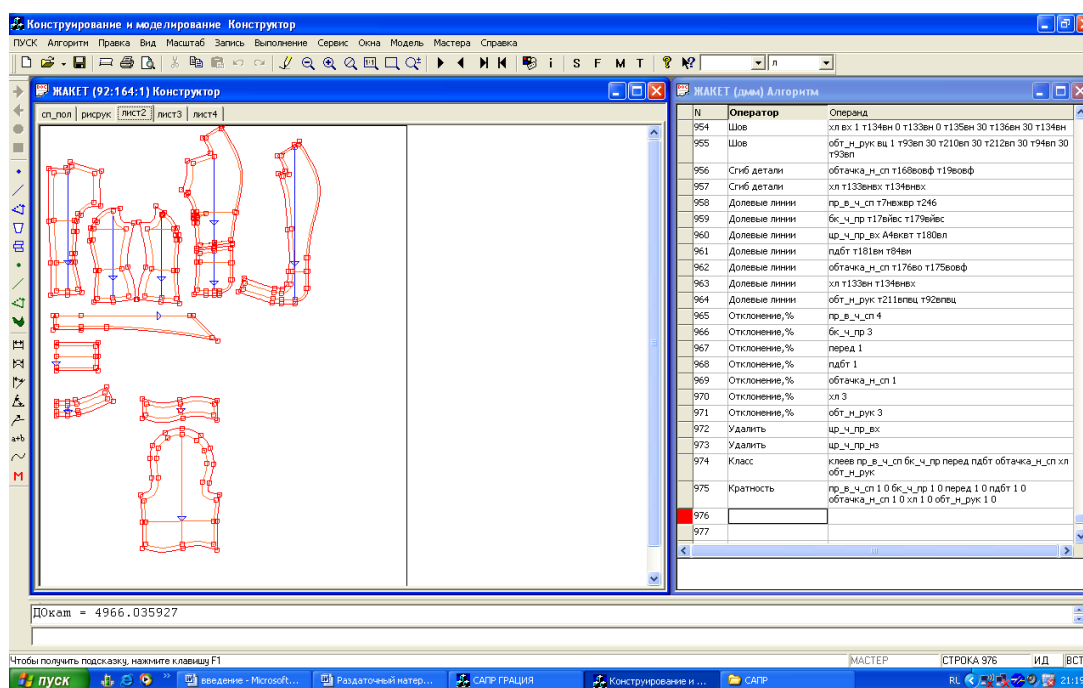 Конструирование и моделирование Конструктор
ПУСК Алгоритм Правка Вид Масштаб Запись Выполнение Сервис Окна Модель Мастера Справка
i S F M T л
ЖАКЕТ (92:164:1) Конструктор
сп_пол рисрук лист2 лист3 лист4
a+b
M
ЖАКЕТ (дмм) Алгоритм
N Оператор Операнд
954 Шов хл вх 1 т134вн 0 т133вн 0 т135вн 30 т136вн 30 т134вн
955 Шов обт_н_рук вц 1 т93вп 30 т210вп 30 т212вп 30 т94вп 30
т93вп
956 Сгиб детали обтачка_н_сп т168вовф т19вовф
957 Сгиб детали хл т133внвх т134внвх
958 Долевые линии пр_в_ч_сп т7нвжвр т246
959 Долевые линии бк_ч_пр т17вйвс т179вйвс
960 Долевые линии цр_ч_пр_вх А4вквт т180вл
961 Долевые линии пдбт т181вм т84вм
962 Долевые линии обтачка_н_сп т176во т175вовф
963 Долевые линии хл т133вн т134внвх
964 Долевые линии обт_н_рук т211впвц т92впвц
965 Отклонение,% пр_в_ч_сп 4
966 Отклонение,% бк_ч_пр 3
967 Отклонение,% перед 1
968 Отклонение,% пдбт 1
969 Отклонение,% обтачка_н_сп 1
970 Отклонение,% хл 3
971 Отклонение,% обт_н_рук 3
972 Удалить цр_ч_пр_вх
973 Удалить цр_ч_пр_нз
974 Класс клеев пр_в_ч_сп бк_ч_пр перед пдбт обтачка_н_сп хл
обт_н_рук
975 Кратность пр_в_ч_сп 1 0 бк_ч_пр 1 0 перед 1 0 пдбт 1 0
обтачка_н_сп 1 0 хл 1 0 обт_н_рук 1 0
976
977
ДОкат = 4966.035927
Чтобы получить подсказку, нажмите клавишу F1
МАСТЕР СТРОКА 976 ИД ВСТ
пуск введение - Microsoft... Раздаточный матер... САПР ГРАЦИЯ Конструирование и ... САПР RL 21:19